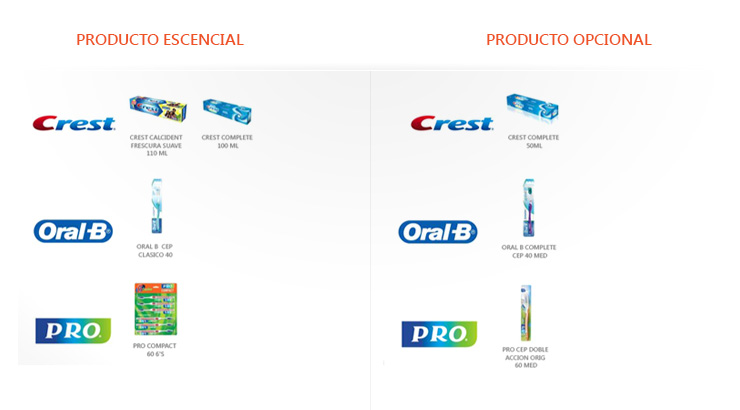 PRODUCTO ESCENCIAL
PRODUCTO OPCIONAL
Crest
CREST CALCIDENT
FRESCURA SUAVE
110 ML
CREST COMPLETE
100 ML
Crest
CREST COMPLETE
50ML
Oral-B
ORAL B CEP
CLASICO 40
Oral-B
ORAL B COMPLETE
CEP 40 MED
PRO
PRO
PRO COMPACT
60 6'S
PRO
PRO CEP DOBLE
ACCION ORIG
60 MED